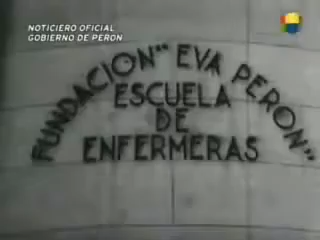 NOTICIERO OFICIAL
GOBIERNO DE PERON
FUNDACION "EVA PERON"
ESCUELA
DE
ENFERMERAS